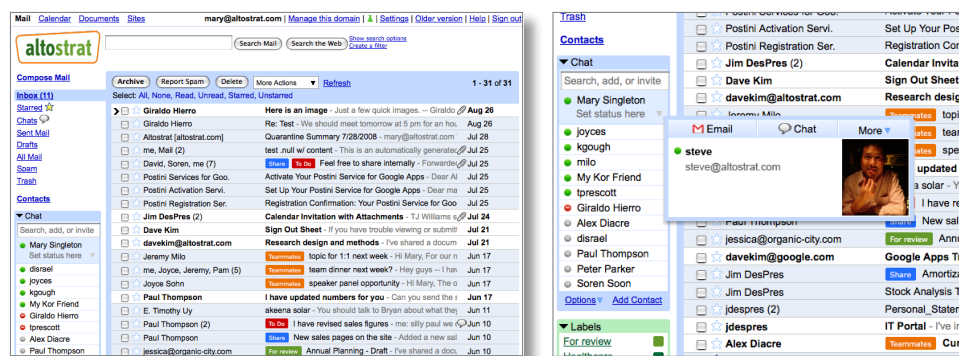 Mail Calendar Documents Sites
mary@altostrat.com | Manage this domain | Settings | Older version | Help | Sign out
altostrat
Search Mail Search the Web Show search options
Create a filter
Compose Mail
Inbox (11)
Starred
Chats
Sent Mail
Drafts
All Mail
Spam
Trash
Contacts
Chat
Search, add, or invite
Mary Singleton
Set status here
disrael
joyces
kgough
My Kor Friend
Giraldo Hierro
tprescott
Alex Diacre
Paul Thompson
Archive Report Spam Delete More Actions Refresh 1 - 31 of 31
Select: All, None, Read, Unread, Starred, Unstarred
Giraldo Hierro Here is an image - Just a few quick images. -- Giraldo Aug 26
Giraldo Hierro Re: Test - We should meet tomorrow at 5 pm for an hou Aug 26
Altostrat [altostrat.com] Quarantine Summary 7/28/2008 - mary@altostrat.com Jul 28
me, Mail (2) test .null w/ content - This is an automatically generated Jul 25
David, Soren, me (7) Share To Do Feel free to share internally - Forwarded Jul 25
Postini Services for Goo. Activate Your Postini Service for Google Apps - Dear Al Jul 25
Postini Activation Servi. Set Up Your Postini Service for Google Apps - Dear ma Jul 25
Postini Registration Ser. Registration Confirmation: Your Postini Service for Goo Jul 25
Jim DesPres (2) Calendar Invitation with Attachments - TJ Williams s Jul 24
Dave Kim Sign Out Sheet - If you have trouble viewing or submitt Jul 21
davekim@altostrat.com Research design and methods - I've shared a docum Jul 21
Jeremy Milo Teammates topic for 1:1 next week - Hi Mary, For our m Jun 17
me, Joyce, Jeremy, Pam (5) Teammates team dinner next week? - Hey guys -- I hav Jun 17
Joyce Sohn Teammates speaker panel opportunity - Hi Mary, The o Jun 17
Paul Thompson I have updated numbers for you - Can you send the s Jun 17
E. Timothy Uy akeena solar - You should talk to Bryan about what they Jun 11
Paul Thompson (2) To Do I have revised sales figures - me: silly paul we Jun 10
Paul Thompson Share New sales pages on the site - Added a new sal Jun 10
jessica@organic-city.com For review Annual Planning - Draft - I've shared a docu Jun 10
Trash
Contacts
Chat
Search, add, or invite
Mary Singleton
Set status here
joyces
kgough
milo
My Kor Friend
tprescott
Giraldo Hierro
Alex Diacre
disrael
Paul Thompson
Peter Parker
Soren Soon
Options Add Contact
Labels
For review
Healthcare
Postini Services for Goo.
Postini Activation Servi. Set Up Your Pos
Postini Registration Ser. Registration Con
Jim DesPres (2) Calendar Invita
Dave Kim Sign Out Sheet
davekim@altostrat.com Research desig
Jeremy Milo Teammates topi
team
spe
Email Chat More
steve
steve@altostrat.com
updated
a solar - Y
I have re
Paul Thompson New sal
jessica@organic-city.com For review Annu
davekim@google.com Google Apps Tr
Jim DesPres Share Amortiza
Jim DesPres Stock Analysis T
jdespres (2) Personal_Stater
jdespres IT Portal - I've ir
Alex Diacre Teammates Cur